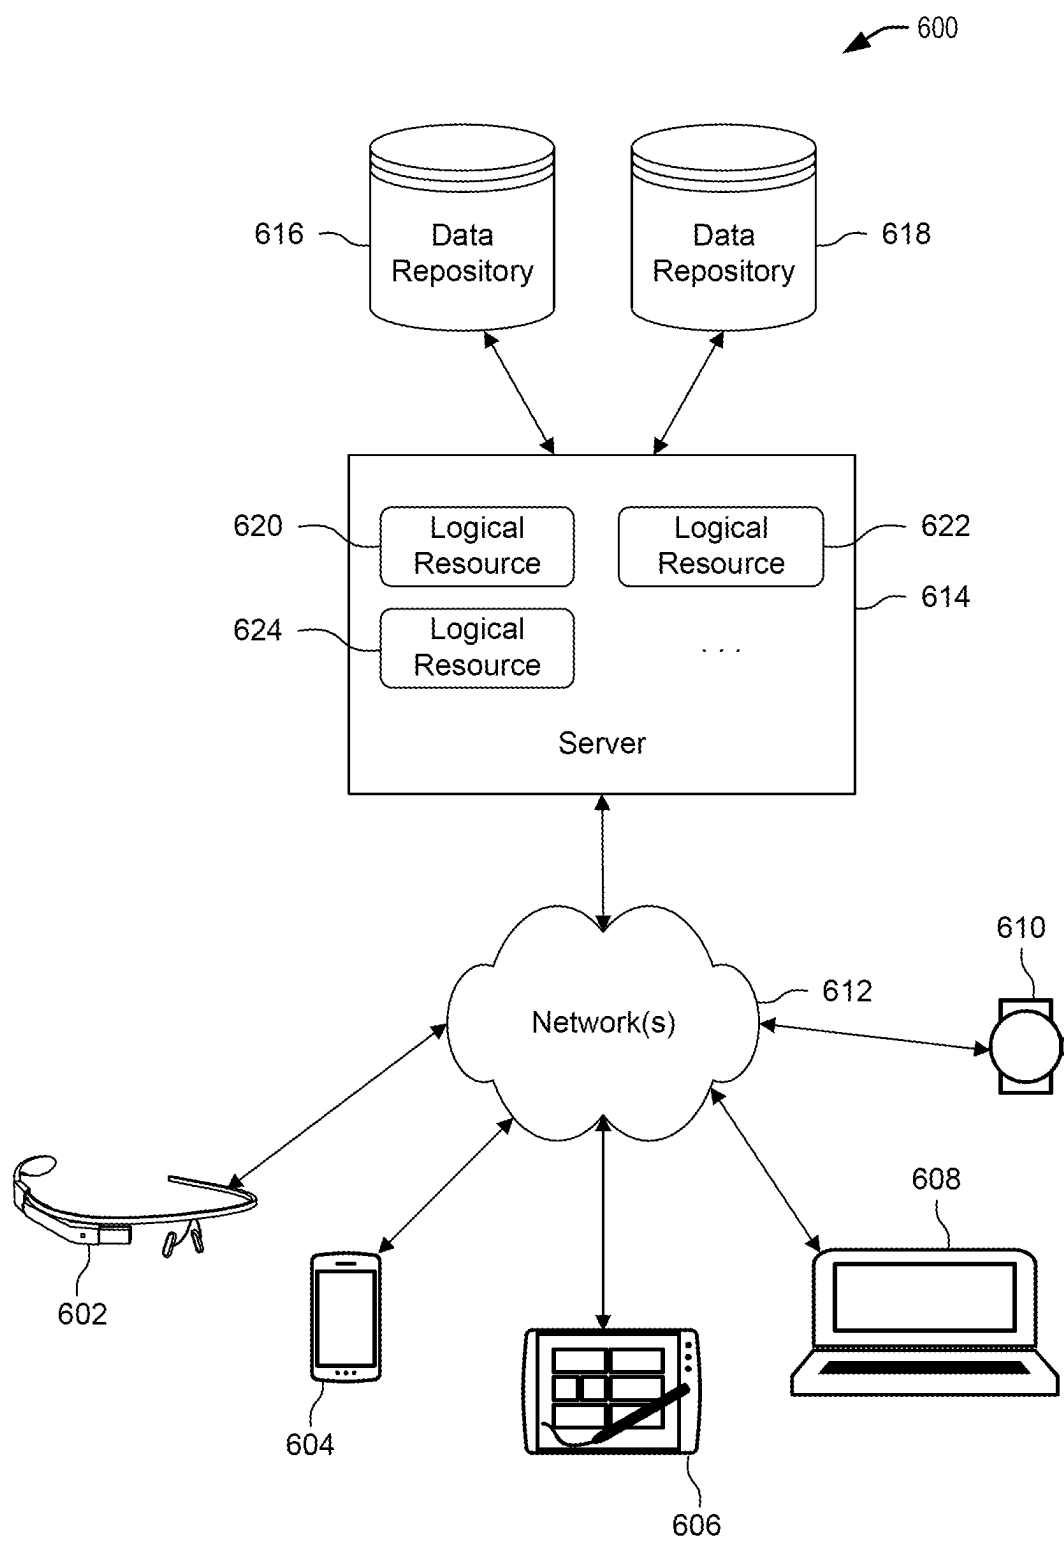 600
616
Data
Repository
Data
Repository
618
620
Logical
Resource
Logical
Resource
622
614
624
Logical
Resource
. . .
Server
610
612
Network(s)
608
602
604
606